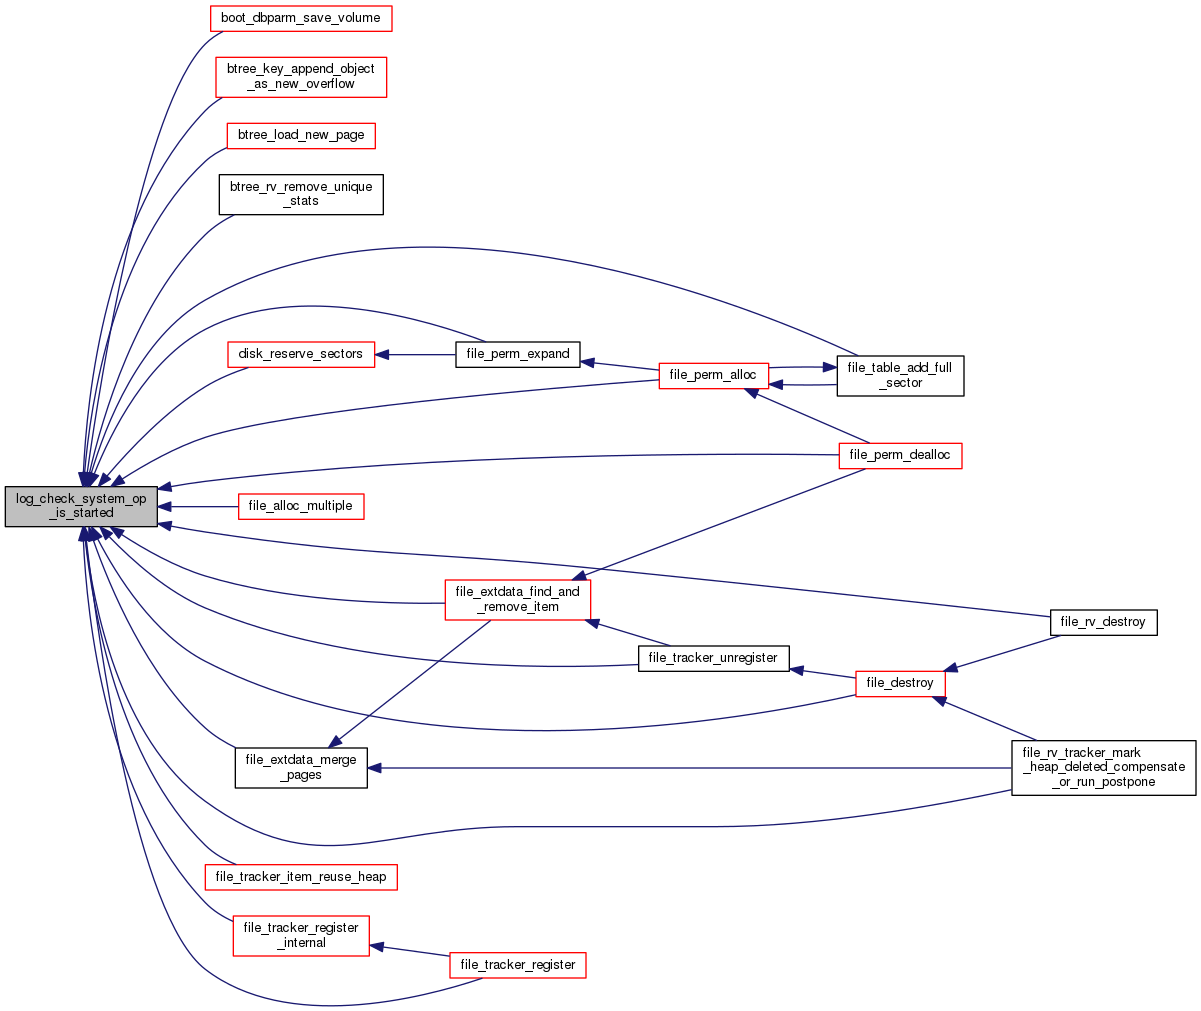 boot_dbparm_save_volume
btree_key_append_object
_as_new_overflow
btree_load_new_page
btree_rv_remove_unique
_stats
disk_reserve_sectors
file_perm_expand
file_perm_alloc
file_table_add_full
_sector
file_perm_dealloc
log_check_system_op
_is_started
file_alloc_multiple
file_extdata_find_and
_remove_item
file_rv_destroy
file_tracker_unregister
file_destroy
file_extdata_merge
_pages
file_rv_tracker_mark
_heap_deleted_compensate
_or_run_postpone
file_tracker_item_reuse_heap
file_tracker_register
_internal
file_tracker_register